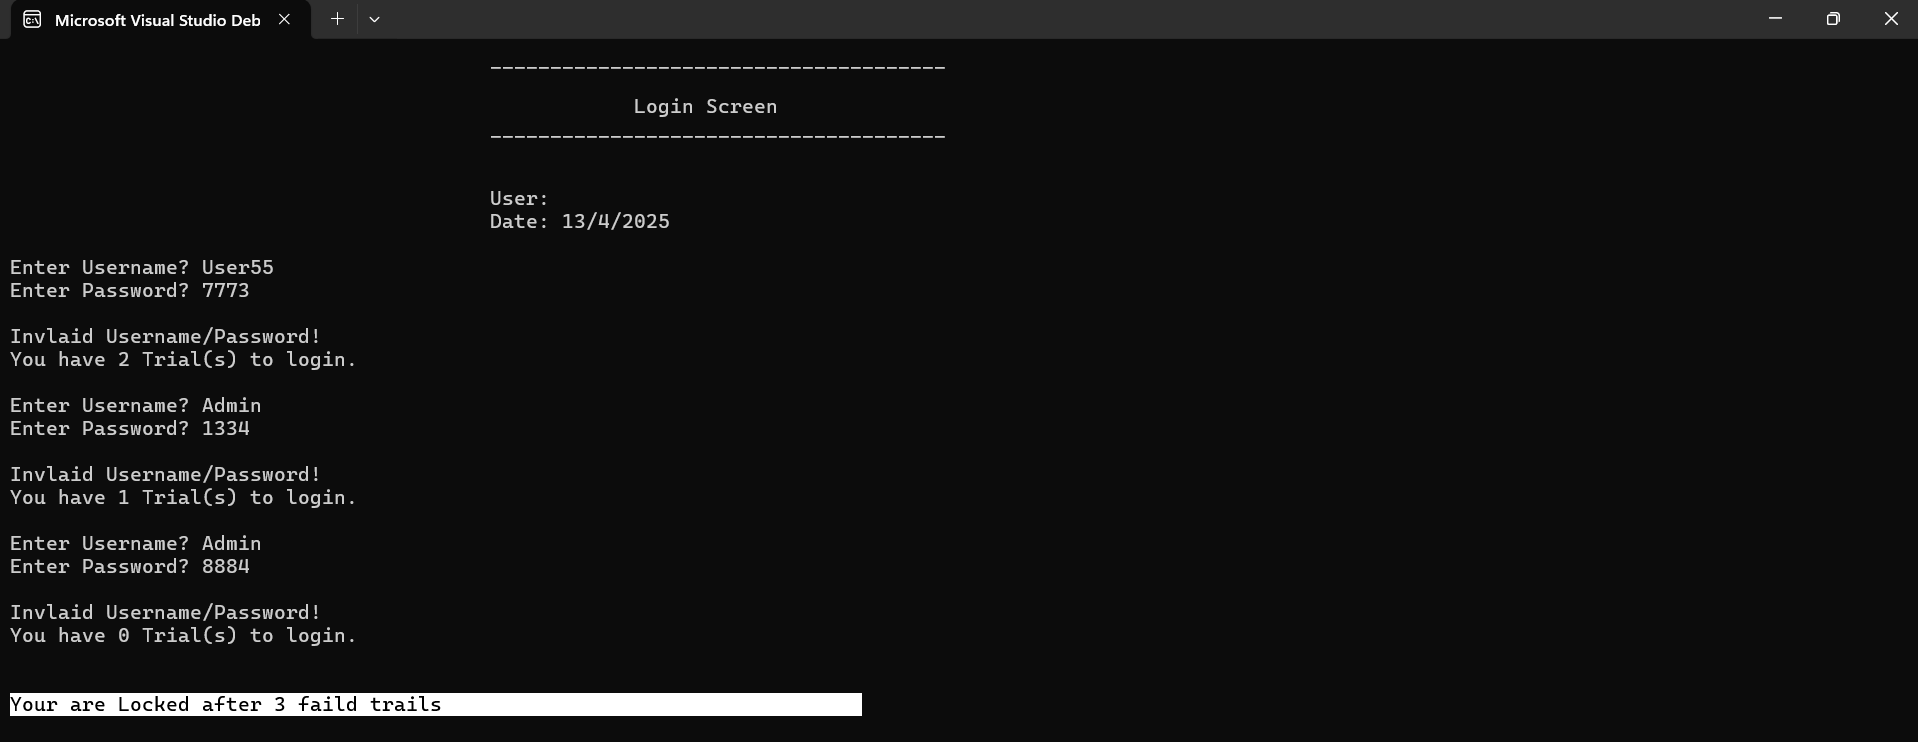 Microsoft Visual Studio Deb
--------------------------------------
Login Screen
--------------------------------------
User:
Date: 13/4/2025
Enter Username? User55
Enter Password? 7773
Invlaid Username/Password!
You have 2 Trial(s) to login.
Enter Username? Admin
Enter Password? 1334
Invlaid Username/Password!
You have 1 Trial(s) to login.
Enter Username? Admin
Enter Password? 8884
Invlaid Username/Password!
You have 0 Trial(s) to login.
Your are Locked after 3 faild trails